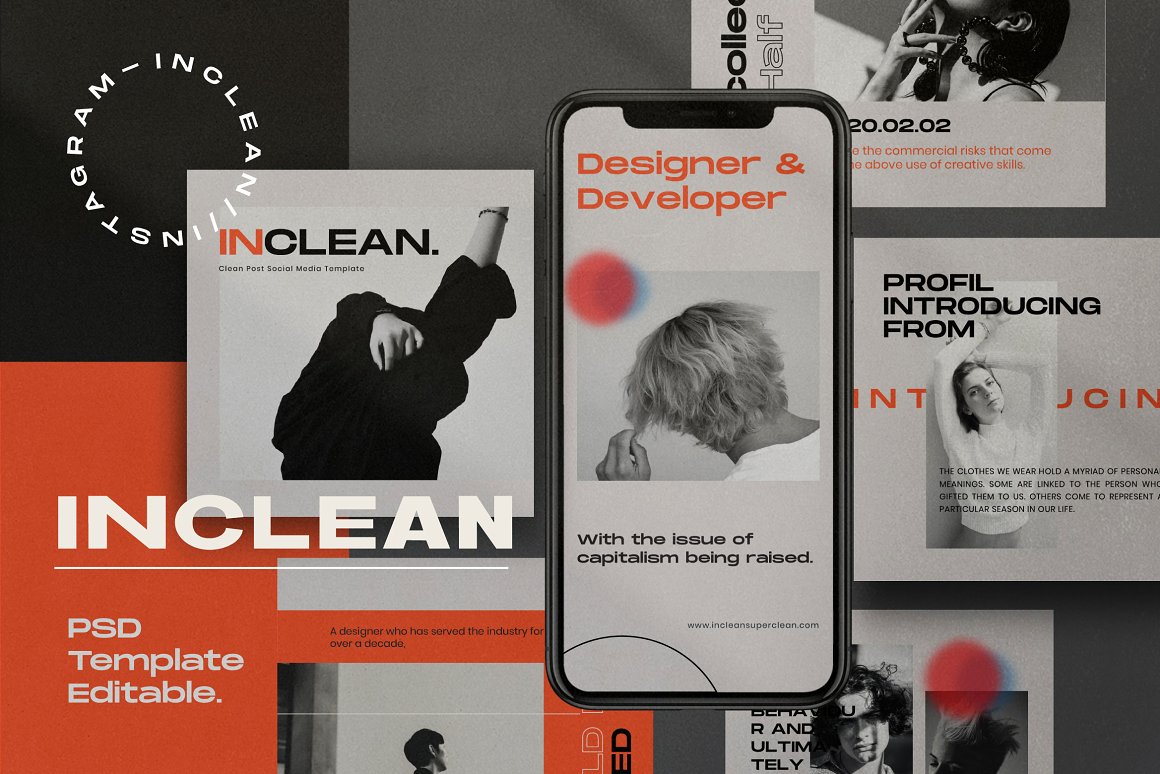 INCLEAN//INSTAGRAM—
INCLEAN.
Clean Post Social Media Template
INCLEAN
PSD
Template
Editable.
A designer who has served the industry for
over a decade,
Designer &
Developer
With the issue of
capitalism being raised.
www.incleansuperclean.com
Half
20.02.02
the commercial risks that come
above use of creative skills.
PROFIL
INTRODUCING
FROM
THE CLOTHES WE WEAR HOLD A MYRIAD OF PERSONA
MEANINGS. SOME ARE LINKED TO THE PERSON WHO
GIFTED THEM TO US. OTHERS COME TO REPRESENT A
PARTICULAR SEASON IN OUR LIFE.
BEHAVIOU
R AND
ULTIMA
TELY